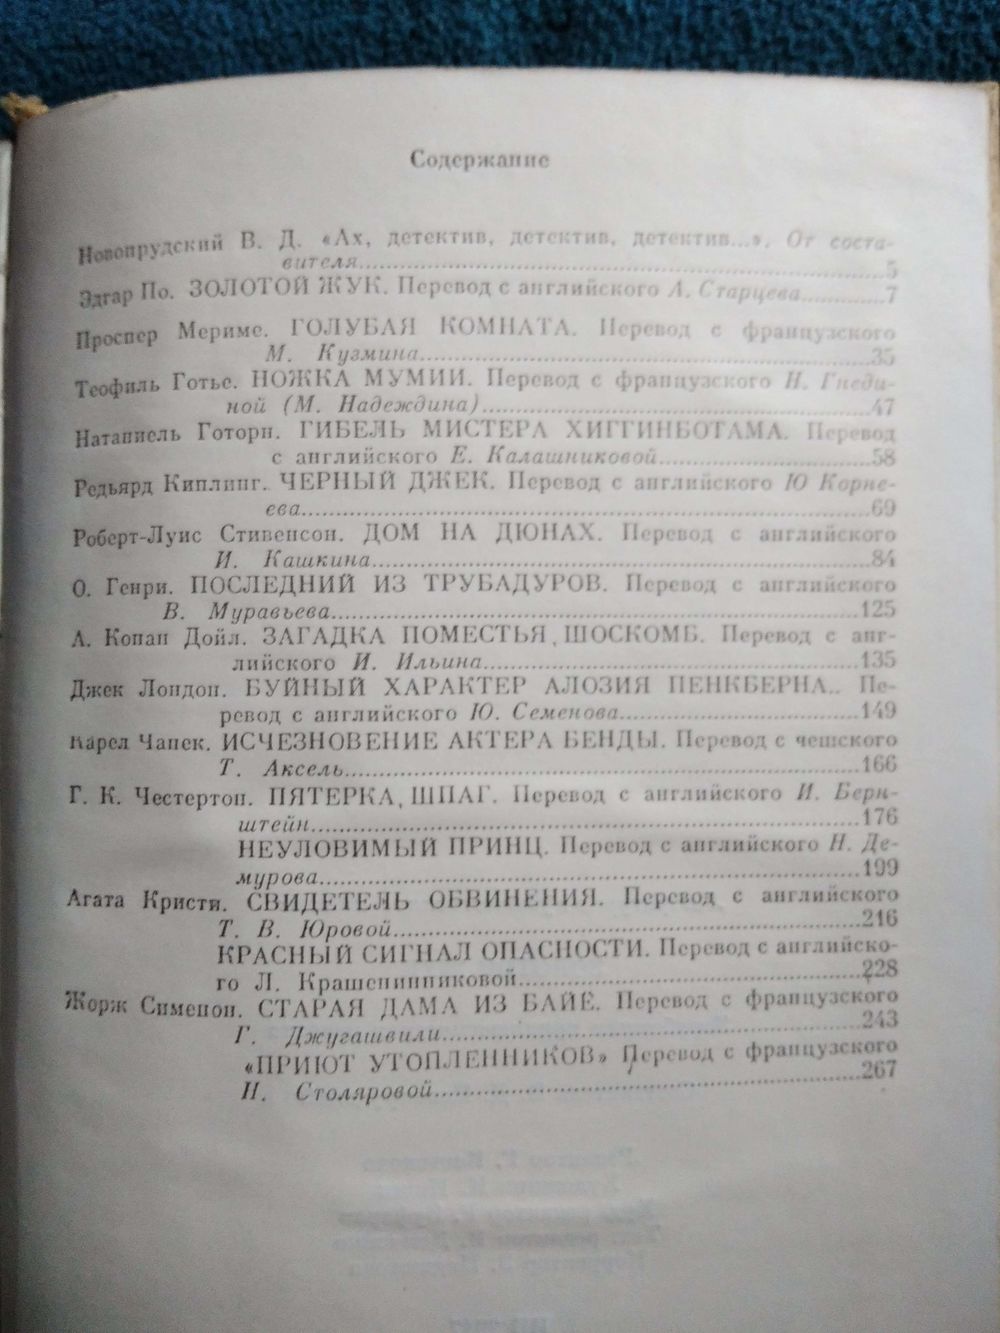 Содержание
Новопрудский В. Д. «Ах, детектив, детектив, детектив...». От соста-
вителя....5
Эдгар По. ЗОЛОТОЙ ЖУК. Перевод с английского А. Старцева....7
Проспер Мериме. ГОЛУБАЯ КОМНАТА. Перевод с французского
М. Кузмина....35
Теофиль Готье. НОЖКА МУМИИ. Перевод с французского Н. Гнеди-
ной (М. Надеждина)....47
Натаниель Готорн. ГИБЕЛЬ МИСТЕРА ХИГГИНБОТАМА. Перевод
с английского Е. Калашниковой....58
Редьярд Киплинг. ЧЕРНЫЙ ДЖЕК. Перевод с английского Ю Корне-
ева....69
Роберт-Луис Стивенсон. ДОМ НА ДЮНАХ. Перевод с английского
И. Кашкина....84
О. Генри. ПОСЛЕДНИЙ ИЗ ТРУБАДУРОВ. Перевод с английского
В. Муравьева....125
А. Конан Дойл. ЗАГАДКА ПОМЕСТЬЯ ШОСКОМБ. Перевод с анг-
лийского И. Ильина....135
Джек Лондон. БУЙНЫЙ ХАРАКТЕР АЛОЗИЯ ПЕНКБЕРНА.. Пе-
ревод с английского Ю. Семенова....149
Карел Чапек. ИСЧЕЗНОВЕНИЕ АКТЕРА БЕНДЫ. Перевод с чешского
Т. Аксель....166
Г. К. Честертон. ПЯТЕРКА ШПАГ. Перевод с английского И. Берн-
штейн....176
НЕУЛОВИМЫЙ ПРИНЦ. Перевод с английского Н. Де-
мурова....199
Агата Кристи. СВИДЕТЕЛЬ ОБВИНЕНИЯ. Перевод с английского
Т. В. Юровой....216
КРАСНЫЙ СИГНАЛ ОПАСНОСТИ. Перевод с английско-
го Л. Крашенинниковой....228
Жорж Сименон. СТАРАЯ ДАМА ИЗ БАЙЕ. Перевод с французского
Г. Джугашвили....243
«ПРИЮТ УТОПЛЕННИКОВ» Перевод с французского
Н. Столяровой....267